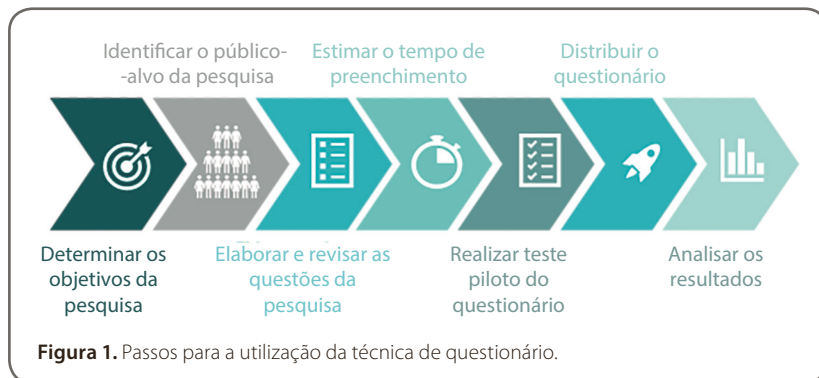 Identificar o público-
-alvo da pesquisa
Estimar o tempo de
preenchimento
Distribuir o
questionário
Determinar os
objetivos da
pesquisa
Elaborar e revisar as
questões da
pesquisa
Realizar teste
piloto do
questionário
Analisar os
resultados
Figura 1. Passos para a utilização da técnica de questionário.